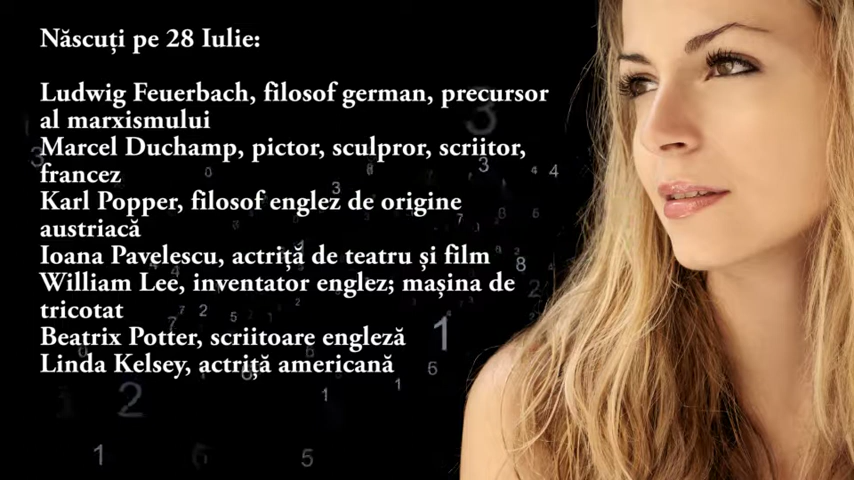 Născuți pe 28 Iulie:
Ludwig Feuerbach, filosof german, precursor
al marxismului
Marcel Duchamp, pictor, sculpror, scriitor,
francez
Karl Popper, filosof englez de origine
austriacă
Ioana Pavelescu, actriță de teatru și film
William Lee, inventator englez; mașina de
tricotat
Beatrix Potter, scriitoare engleză
Linda Kelsey, actriță americană